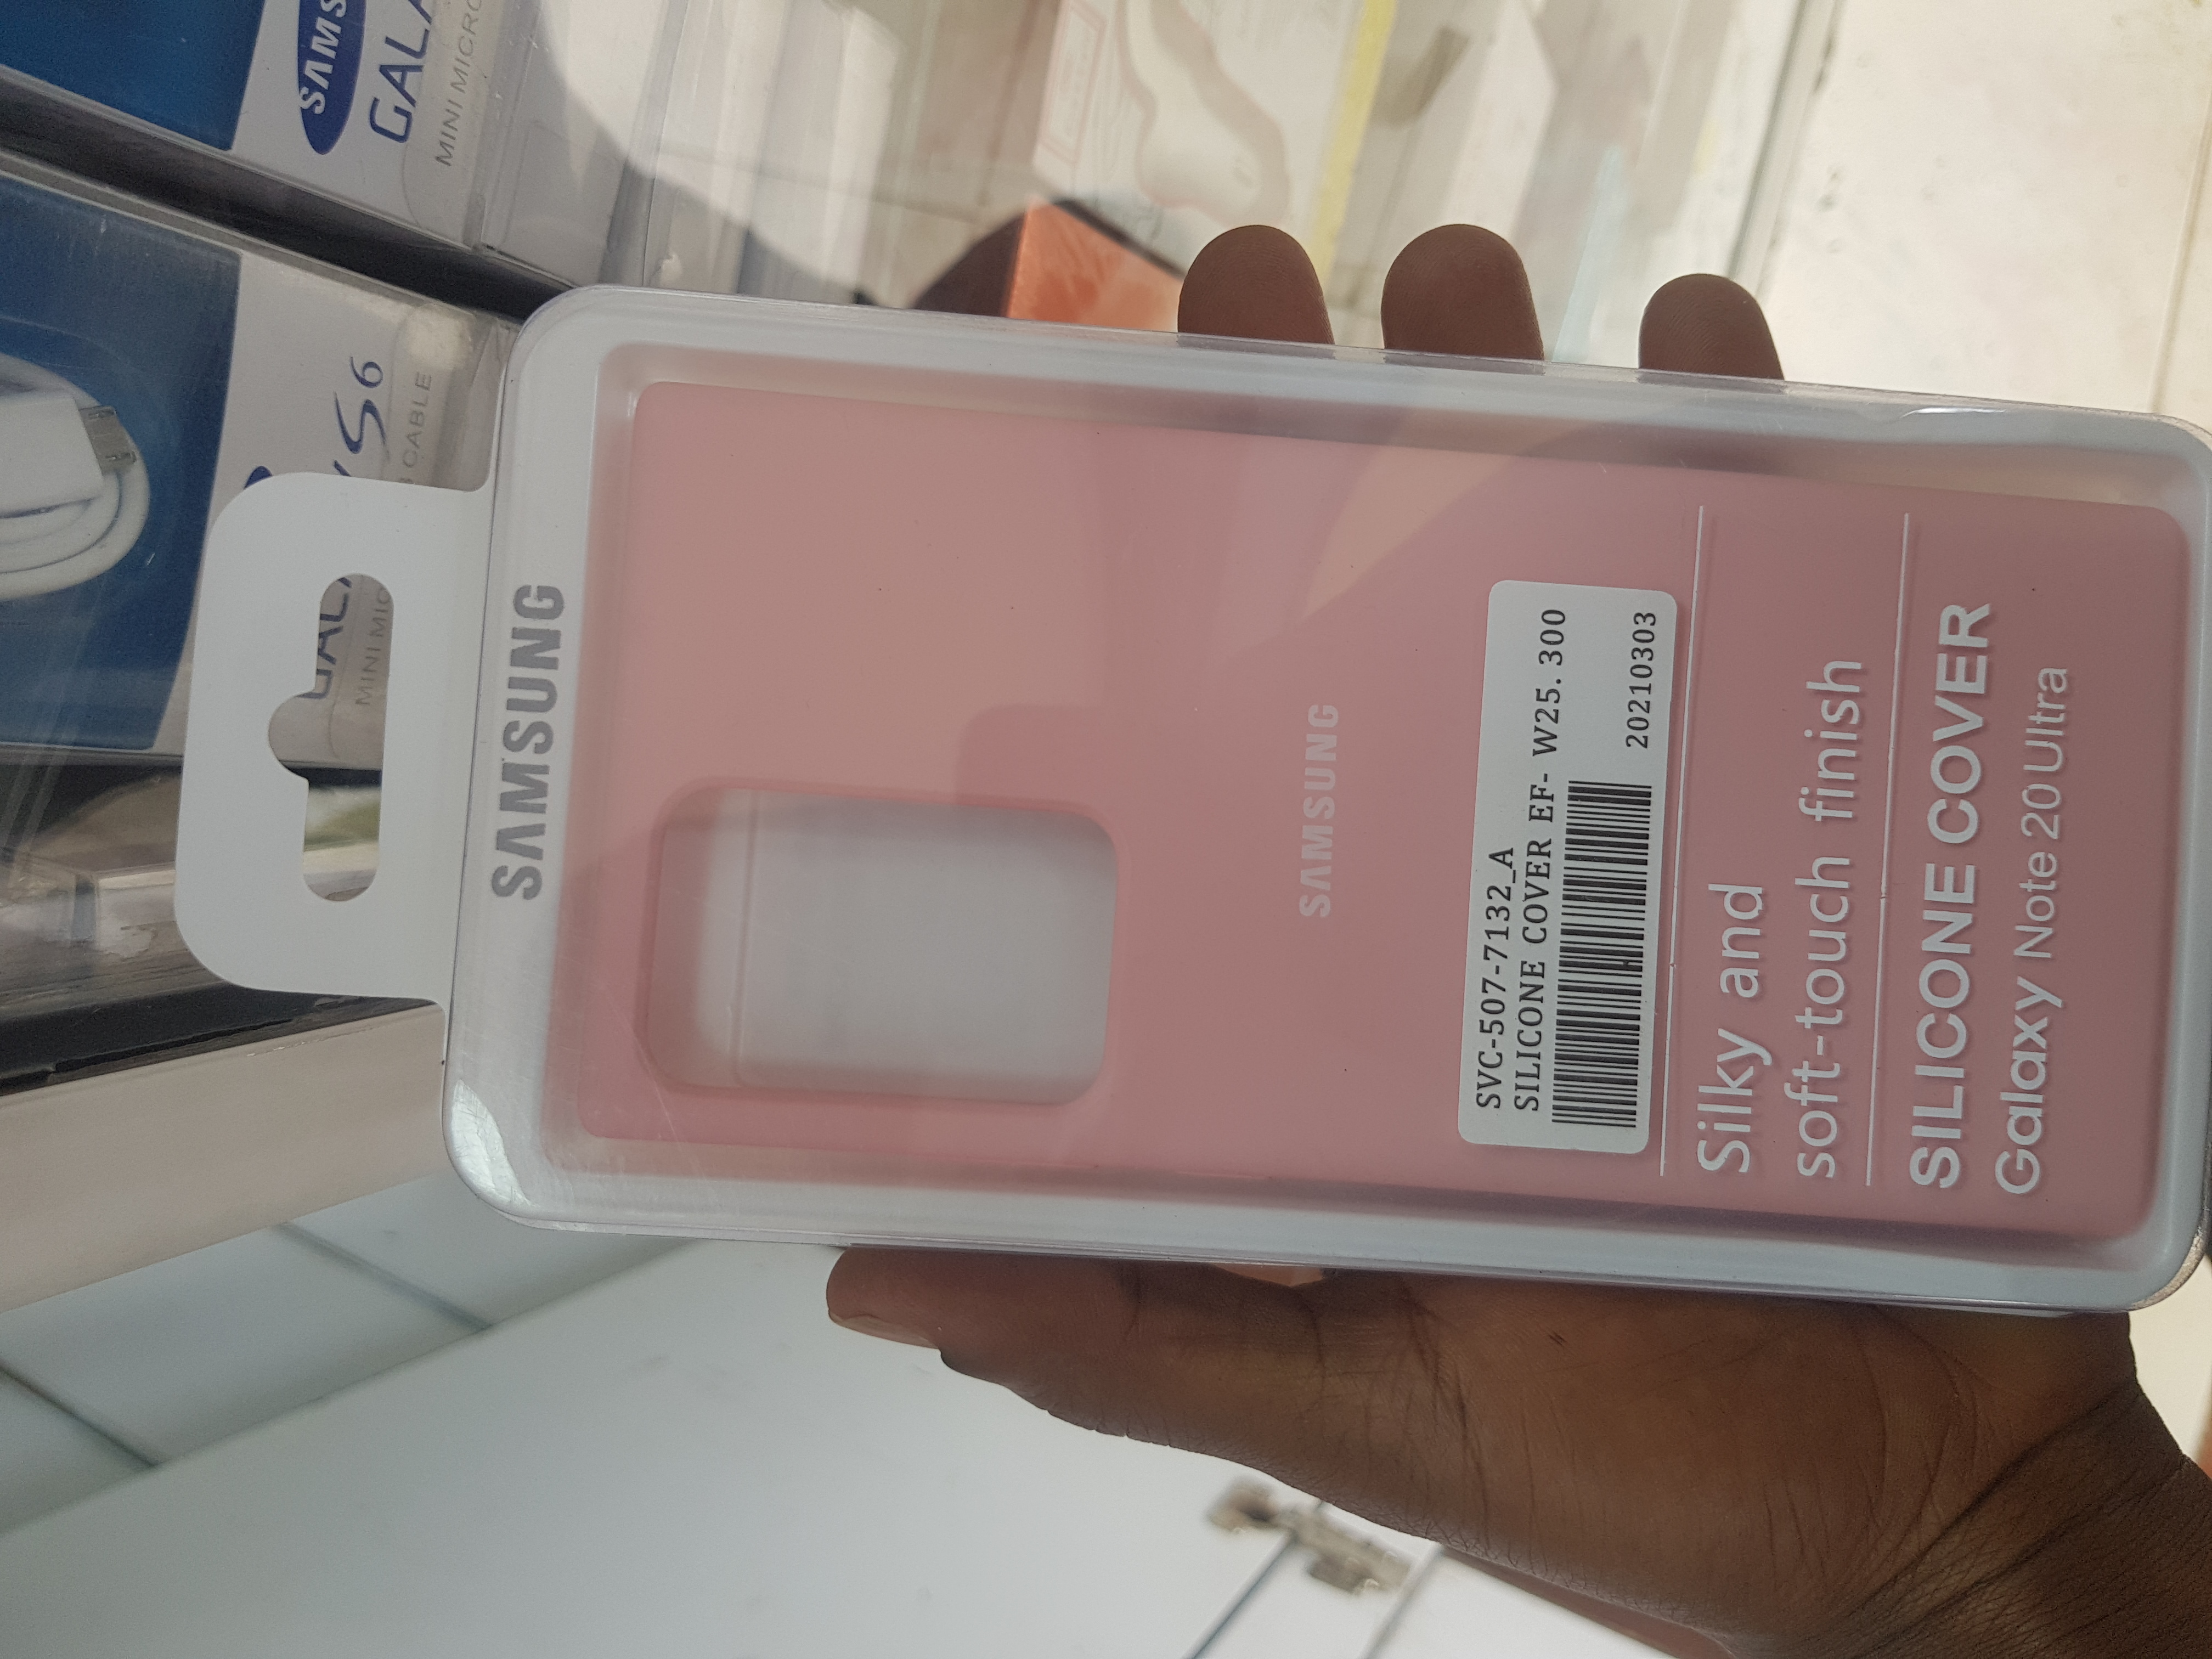 S6
MINI MIC
CABLE
SAMS
GALA
MINI MICRO
SAMSUNG
SAMSUNG
SVC-507-7132_A
SILICONE COVER EF- W25. 300
20210303
Silky and
soft-touch finish
SILICONE COVER
Galaxy Note 20 Ultra